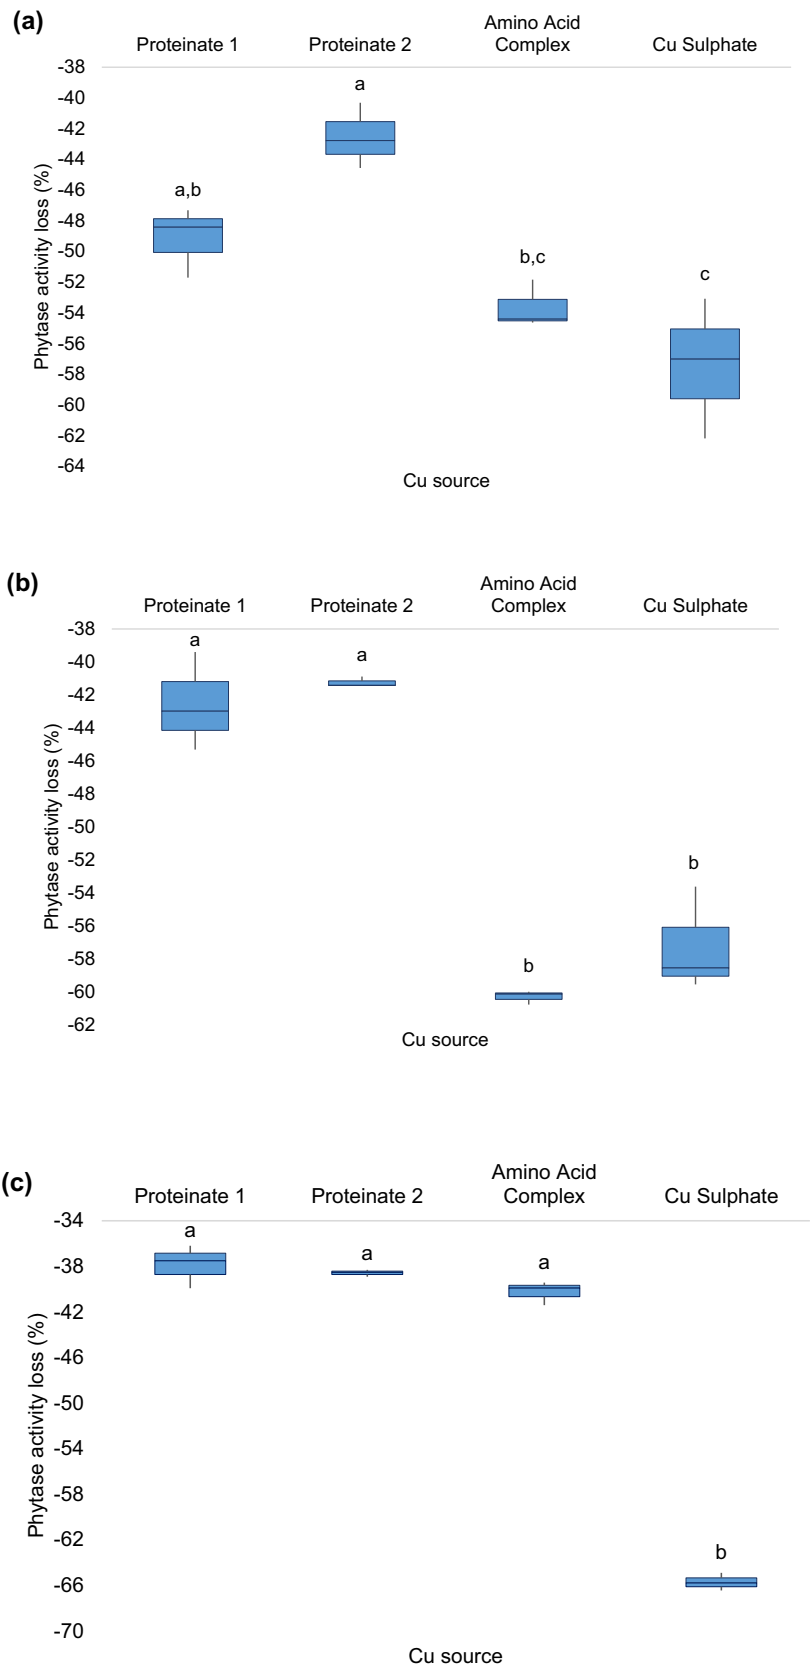 (a)
Proteinate 1
Proteinate 2
Amino Acid
Complex
Cu Sulphate
-38
-40
-42
-44
-46
-48
-50
-52
-54
-56
-58
-60
-62
-64
Phytase activity loss (%)
a,b
a
b,c
c
Cu source
(b)
Proteinate 1
Proteinate 2
Amino Acid
Complex
Cu Sulphate
-38
-40
-42
-44
-46
-48
-50
-52
-54
-56
-58
-60
-62
Phytase activity loss (%)
a
a
b
b
Cu source
(c)
Proteinate 1
Proteinate 2
Amino Acid
Complex
Cu Sulphate
-34
-38
-42
-46
-50
-54
-58
-62
-66
-70
Phytase activity loss (%)
a
a
a
b
Cu source